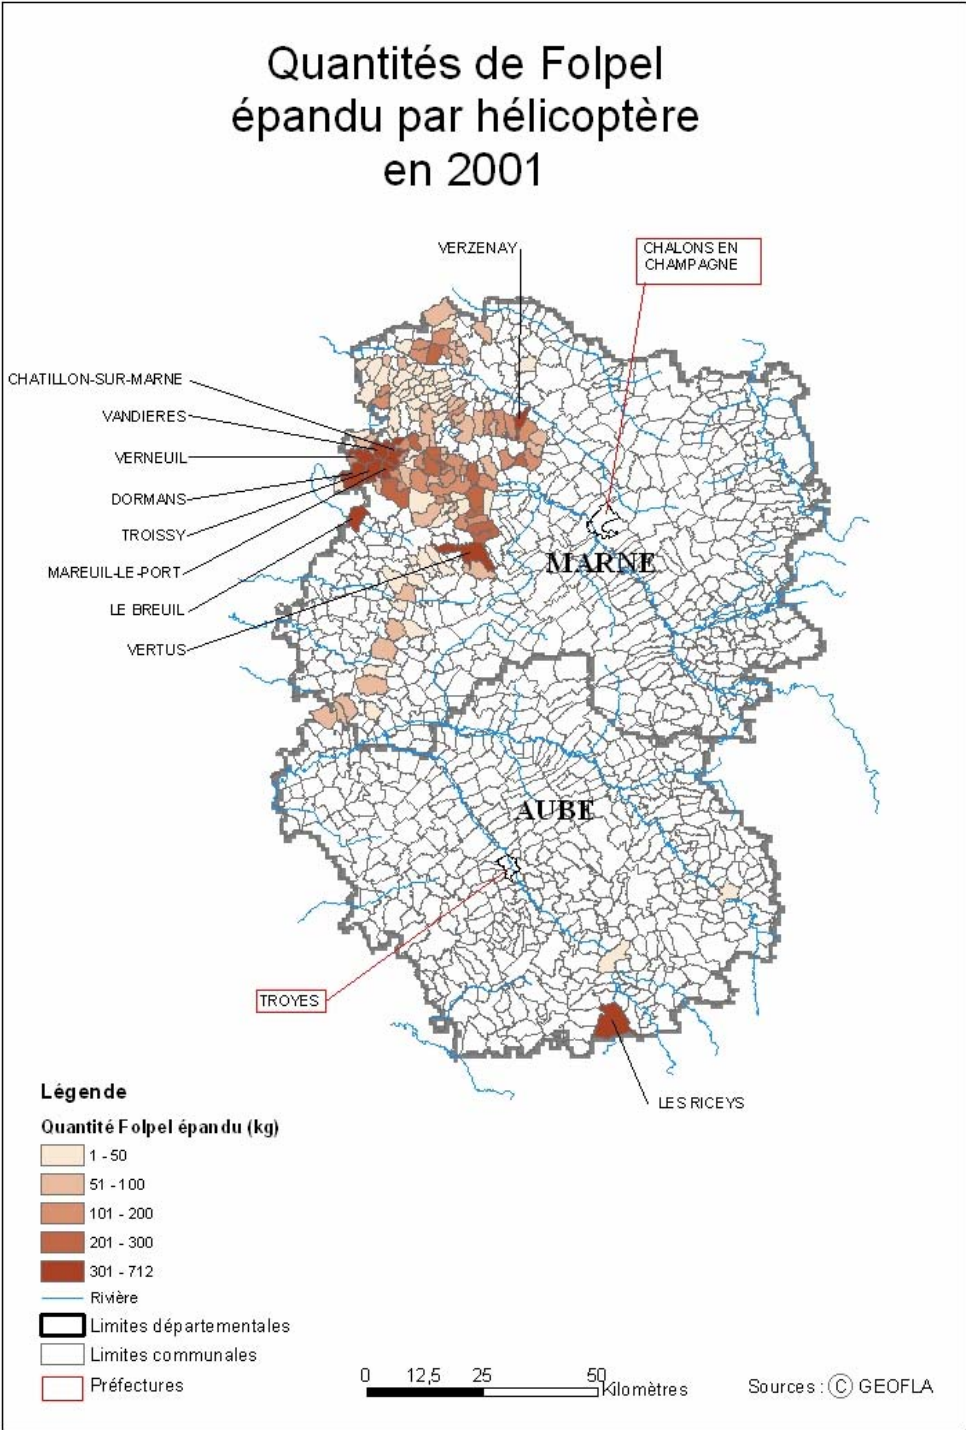 Quantités de Folpel
épandu par hélicoptère
en 2001
VERZENAY
CHALONS EN
CHAMPAGNE
CHATILLON-SUR-MARNE
VANDIERES
VERNEUIL
DORMANS
TROISSY
MAREUIL-LE-PORT
LE BREUIL
VERTUS
MARNE
AUBE
TROYES
LES RICEYS
Légende
Quantité Folpel épandu (kg)
1 - 50
51 - 100
101 - 200
201 - 300
301 - 712
Rivière
Limites départementales
Limites communales
Préfectures
0 12,5 25 50
Kilomètres
Sources : © GEOFLA